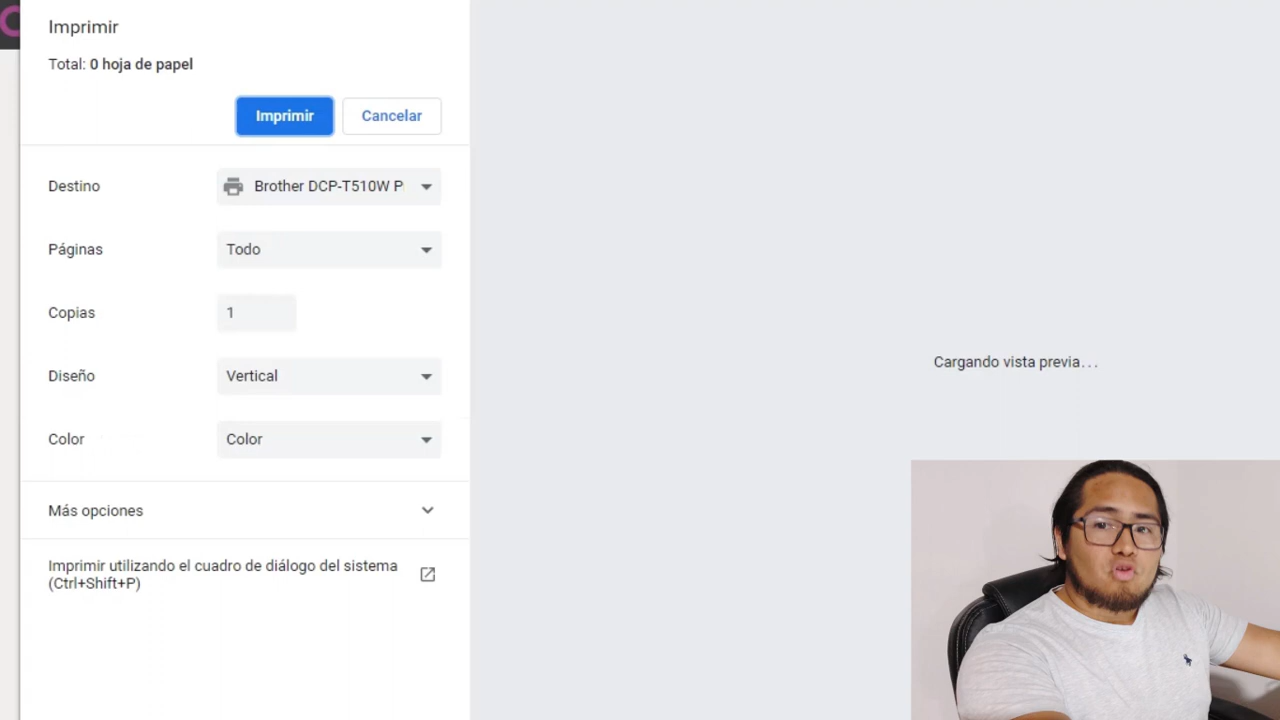 Imprimir
Total: 0 hoja de papel
Imprimir Cancelar
Destino Brother DCP-T510W P
Páginas Todo
Copias 1
Diseño Vertical
Color Color
Más opciones
Imprimir utilizando el cuadro de diálogo del sistema
(Ctrl+Shift+P)
Cargando vista previa...